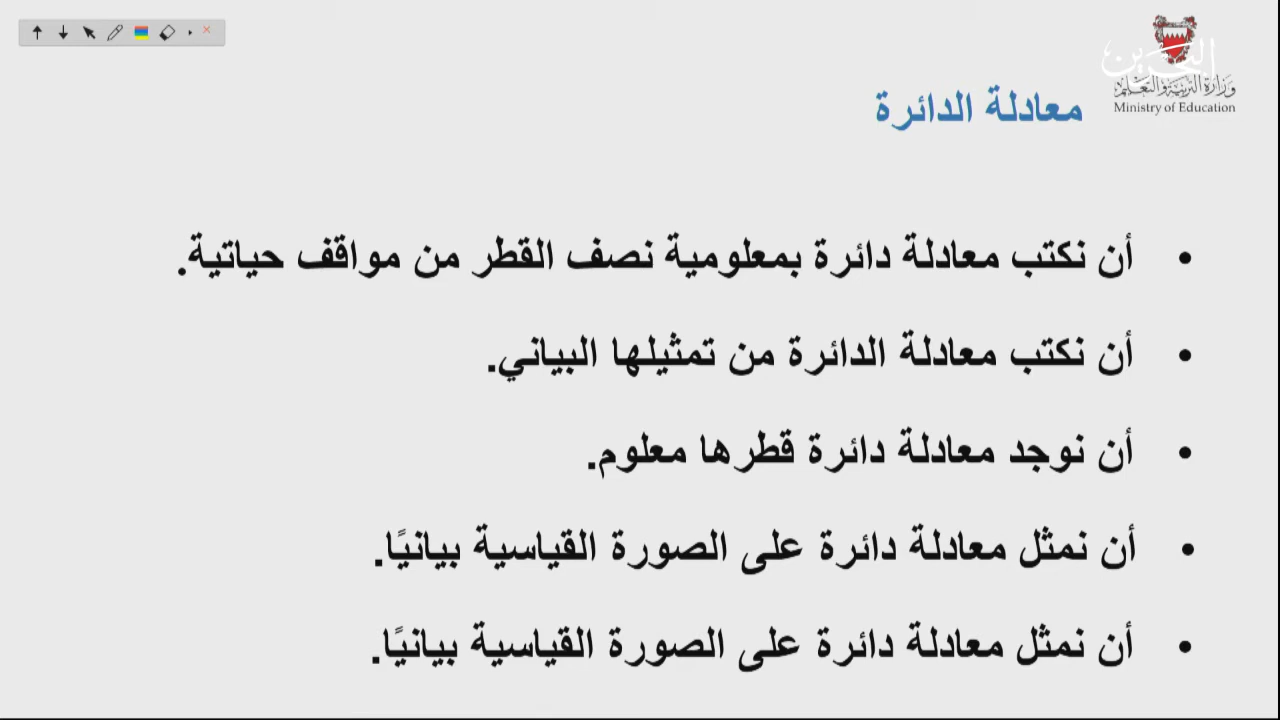 البحرين
وزارة التربية والتعليم
Ministry of Education
معادلة الدائرة
• أن نكتب معادلة دائرة بمعلومية نصف القطر من مواقف حياتية.
• أن نكتب معادلة الدائرة من تمثيلها البياني.
• أن نوجد معادلة دائرة قطرها معلوم.
• أن نمثل معادلة دائرة على الصورة القياسية بيانيًا.
• أن نمثل معادلة دائرة على الصورة القياسية بيانيًا.